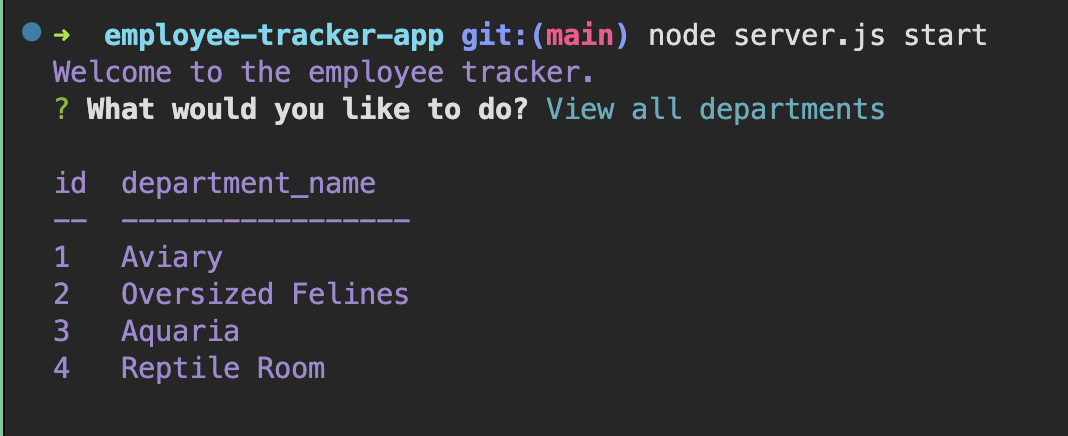 ➜  employee-tracker-app git:(main) node server.js start
Welcome to the employee tracker.
? What would you like to do? View all departments
id  department_name
--  -----------------
1   Aviary
2   Oversized Felines
3   Aquaria
4   Reptile Room